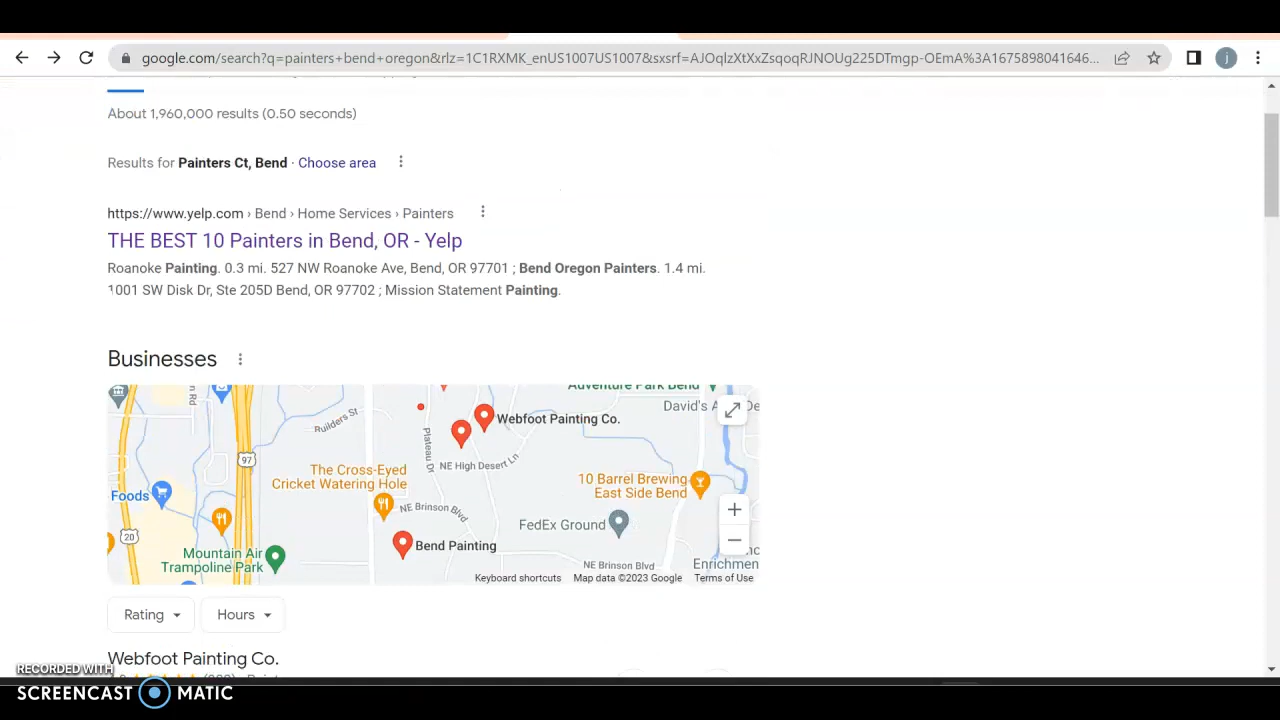 google.com/search?q=painters+bend+oregon&rlz=1C1RXMK_enUS1007US1007&sxsrf=AJOqlzXtXxZsqoqRJNOUg225DTmgp-OEmA%3A1675898041646...
j
About 1,960,000 results (0.50 seconds)
Results for Painters Ct, Bend · Choose area
https://www.yelp.com › Bend › Home Services › Painters
THE BEST 10 Painters in Bend, OR - Yelp
Roanoke Painting. 0.3 mi. 527 NW Roanoke Ave, Bend, OR 97701 ; Bend Oregon Painters. 1.4 mi.
1001 SW Disk Dr, Ste 205D Bend, OR 97702 ; Mission Statement Painting.
Businesses
Adventure Park Bend
David's
Webfoot Painting Co.
Plateau Dr
97
NE High Desert Ln
The Cross-Eyed
Cricket Watering Hole
10 Barrel Brewing
East Side Bend
Foods
NE Brinson Blvd
FedEx Ground
20
Bend Painting
Mountain Air
Trampoline Park
NE Brinson Blvd
Enrichmen
Keyboard shortcuts Map data ©2023 Google Terms of Use
Rating Hours
Webfoot Painting Co.
RECORDED WITH
SCREENCAST MATIC